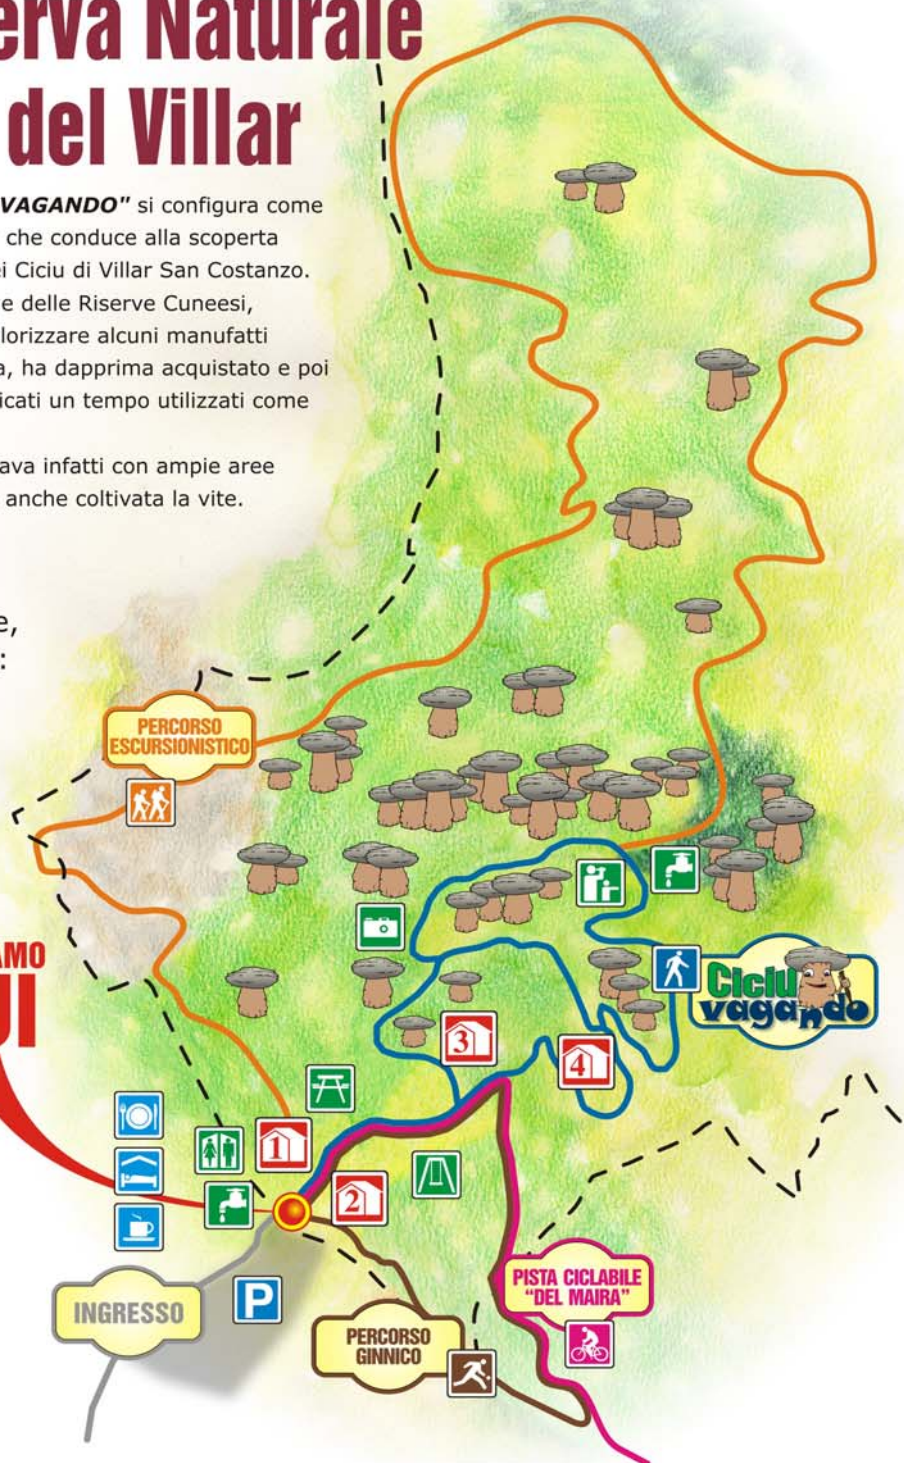 erva Naturale
del Villar
VAGANDO" si configura come
che conduce alla scoperta
ei Ciciu di Villar San Costanzo.
e delle Riserve Cuneesi,
lorizzare alcuni manufatti
a, ha dapprima acquistato e poi
icati un tempo utilizzati come
ava infatti con ampie aree
anche coltivata la vite.
e,
:
PERCORSO
ESCURSIONISTICO
AMO
UI
Ciciu
vagando
3
4
1
2
INGRESSO
P
PISTA CICLABILE
"DEL MAIRA"
PERCORSO
GINNICO